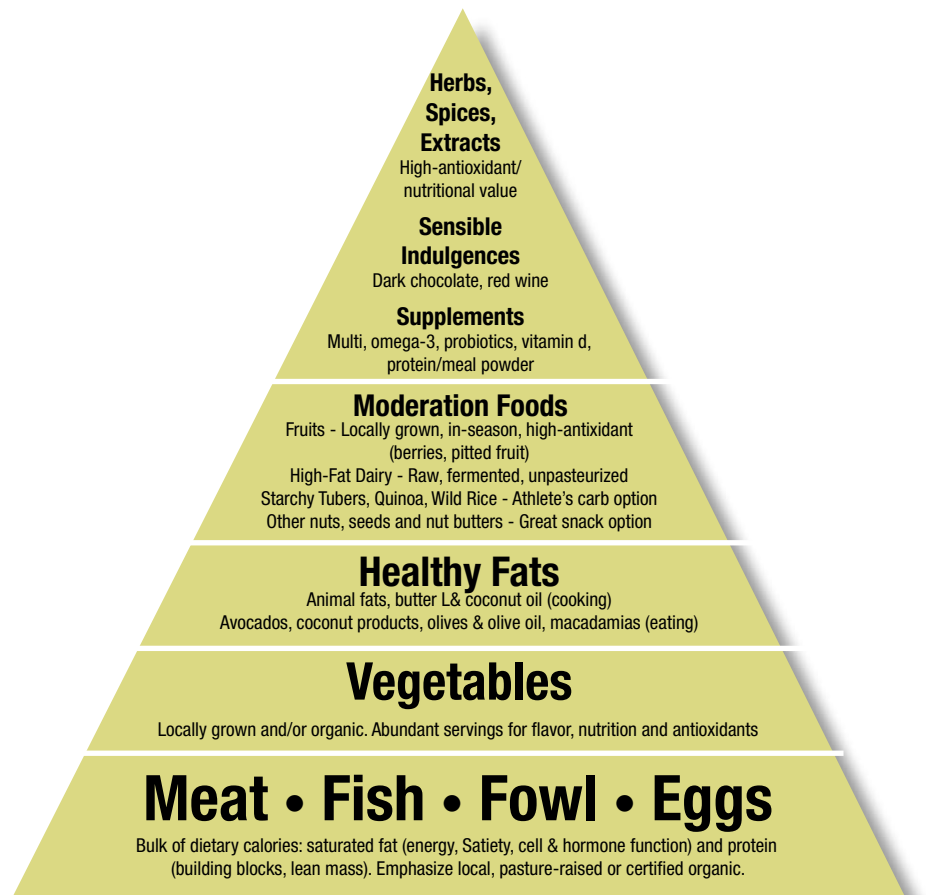 Herbs,
Spices,
Extracts
High-antioxidant/
nutritional value
Sensible
Indulgences
Dark chocolate, red wine
Supplements
Multi, omega-3, probiotics, vitamin d,
protein/meal powder
Moderation Foods
Fruits - Locally grown, in-season, high-antixidant
(berries, pitted fruit)
High-Fat Dairy - Raw, fermented, unpasteurized
Starchy Tubers, Quinoa, Wild Rice - Athlete's carb option
Other nuts, seeds and nut butters - Great snack option
Healthy Fats
Animal fats, butter L& coconut oil (cooking)
Avocados, coconut products, olives & olive oil, macadamias (eating)
Vegetables
Locally grown and/or organic. Abundant servings for flavor, nutrition and antioxidants
Meat • Fish • Fowl • Eggs
Bulk of dietary calories: saturated fat (energy, Satiety, cell & hormone function) and protein
(building blocks, lean mass). Emphasize local, pasture-raised or certified organic.